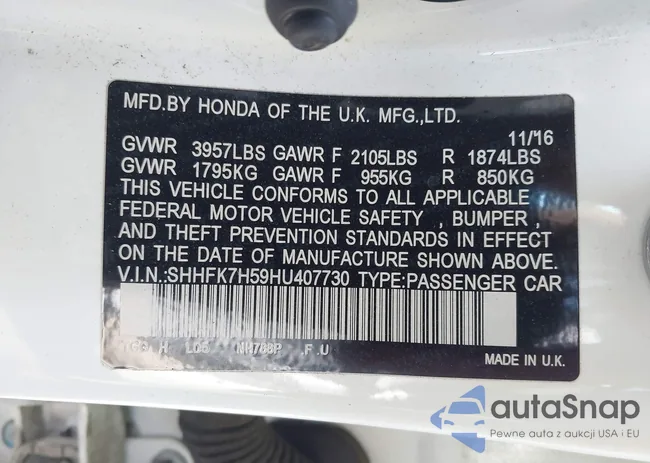 MFD.BY HONDA OF THE U.K. MFG.,LTD.
11/16
GVWR 3957LBS GAWR F 2105LBS R 1874LBS
GVWR 1795KG GAWR F 955KG R 850KG
THIS VEHICLE CONFORMS TO ALL APPLICABLE
FEDERAL MOTOR VEHICLE SAFETY , BUMPER ,
AND THEFT PREVENTION STANDARDS IN EFFECT
ON THE DATE OF MANUFACTURE SHOWN ABOVE.
V.I.N.:SHHFK7H59HU407730 TYPE:PASSENGER CAR
NH788P F.U
MADE IN U.K.
autaSnap
Pewne auta z aukcji USA i EU